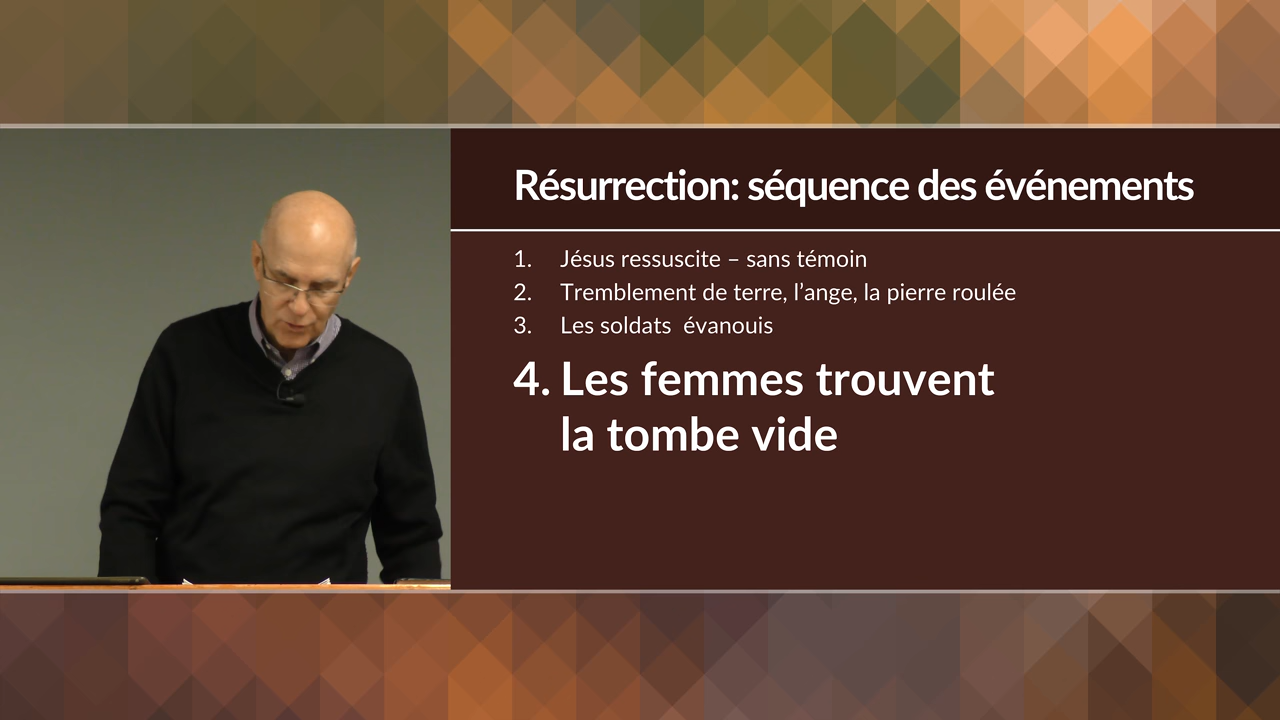 Résurrection: séquence des événements
1. Jésus ressuscite – sans témoin
2. Tremblement de terre, l’ange, la pierre roulée
3. Les soldats  évanouis
4. Les femmes trouvent
la tombe vide